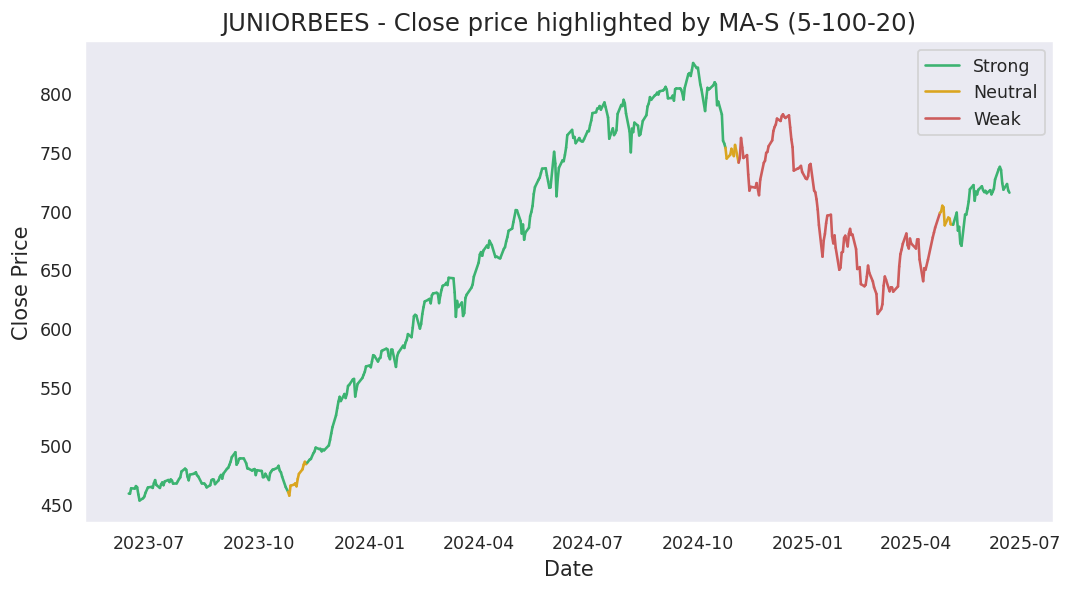 JUNIORBEES - Close price highlighted by MA-S (5-100-20)
Strong
Neutral
Weak
Close Price
800
750
700
650
600
550
500
450
2023-07 2023-10 2024-01 2024-04 2024-07 2024-10 2025-01 2025-04 2025-07
Date